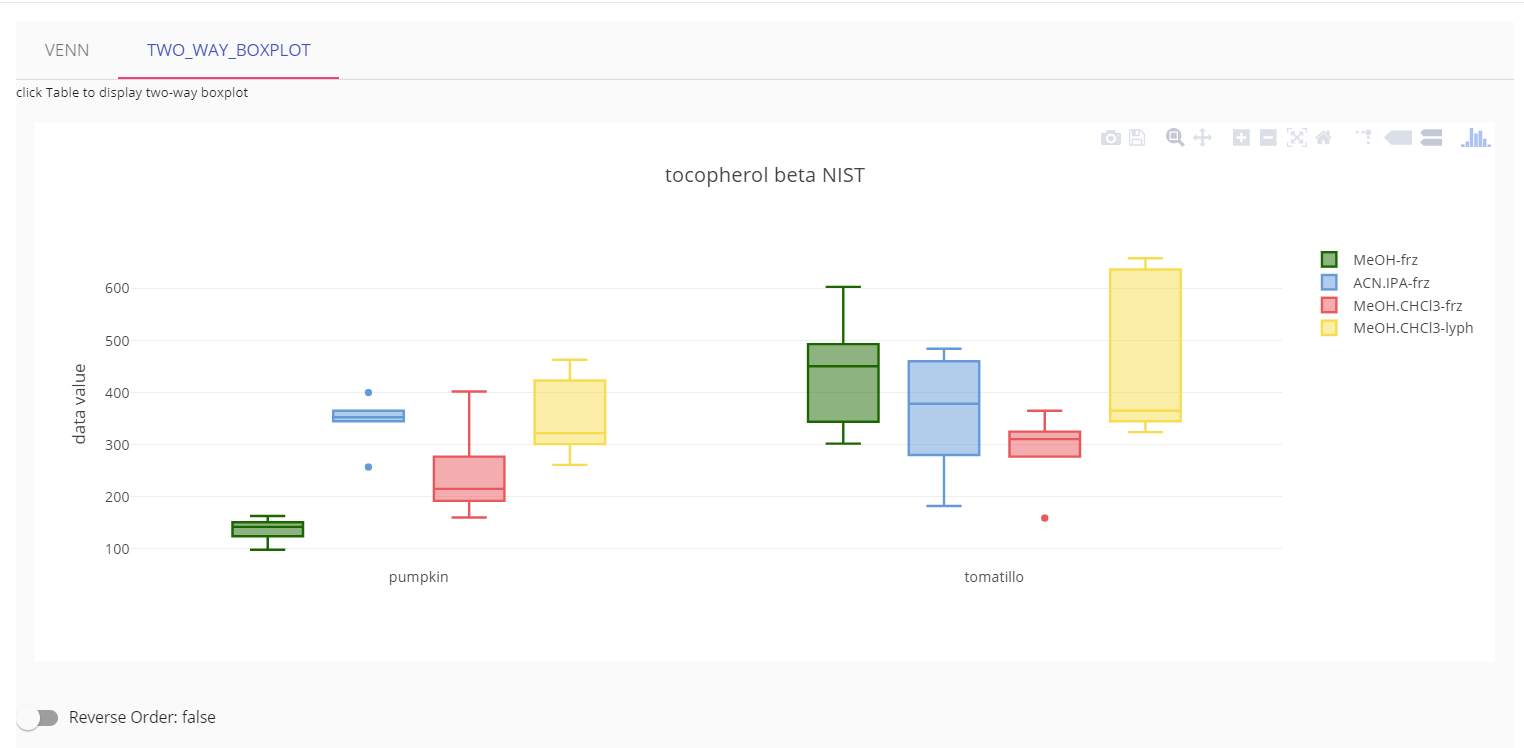 VENN TWO_WAY_BOXPLOT
click Table to display two-way boxplot
tocopherol beta NIST
MeOH-frz
ACN.IPA-frz
MeOH.CHCl3-frz
MeOH.CHCl3-lyph
data value
600
500
400
300
200
100
pumpkin tomatillo
Reverse Order: false